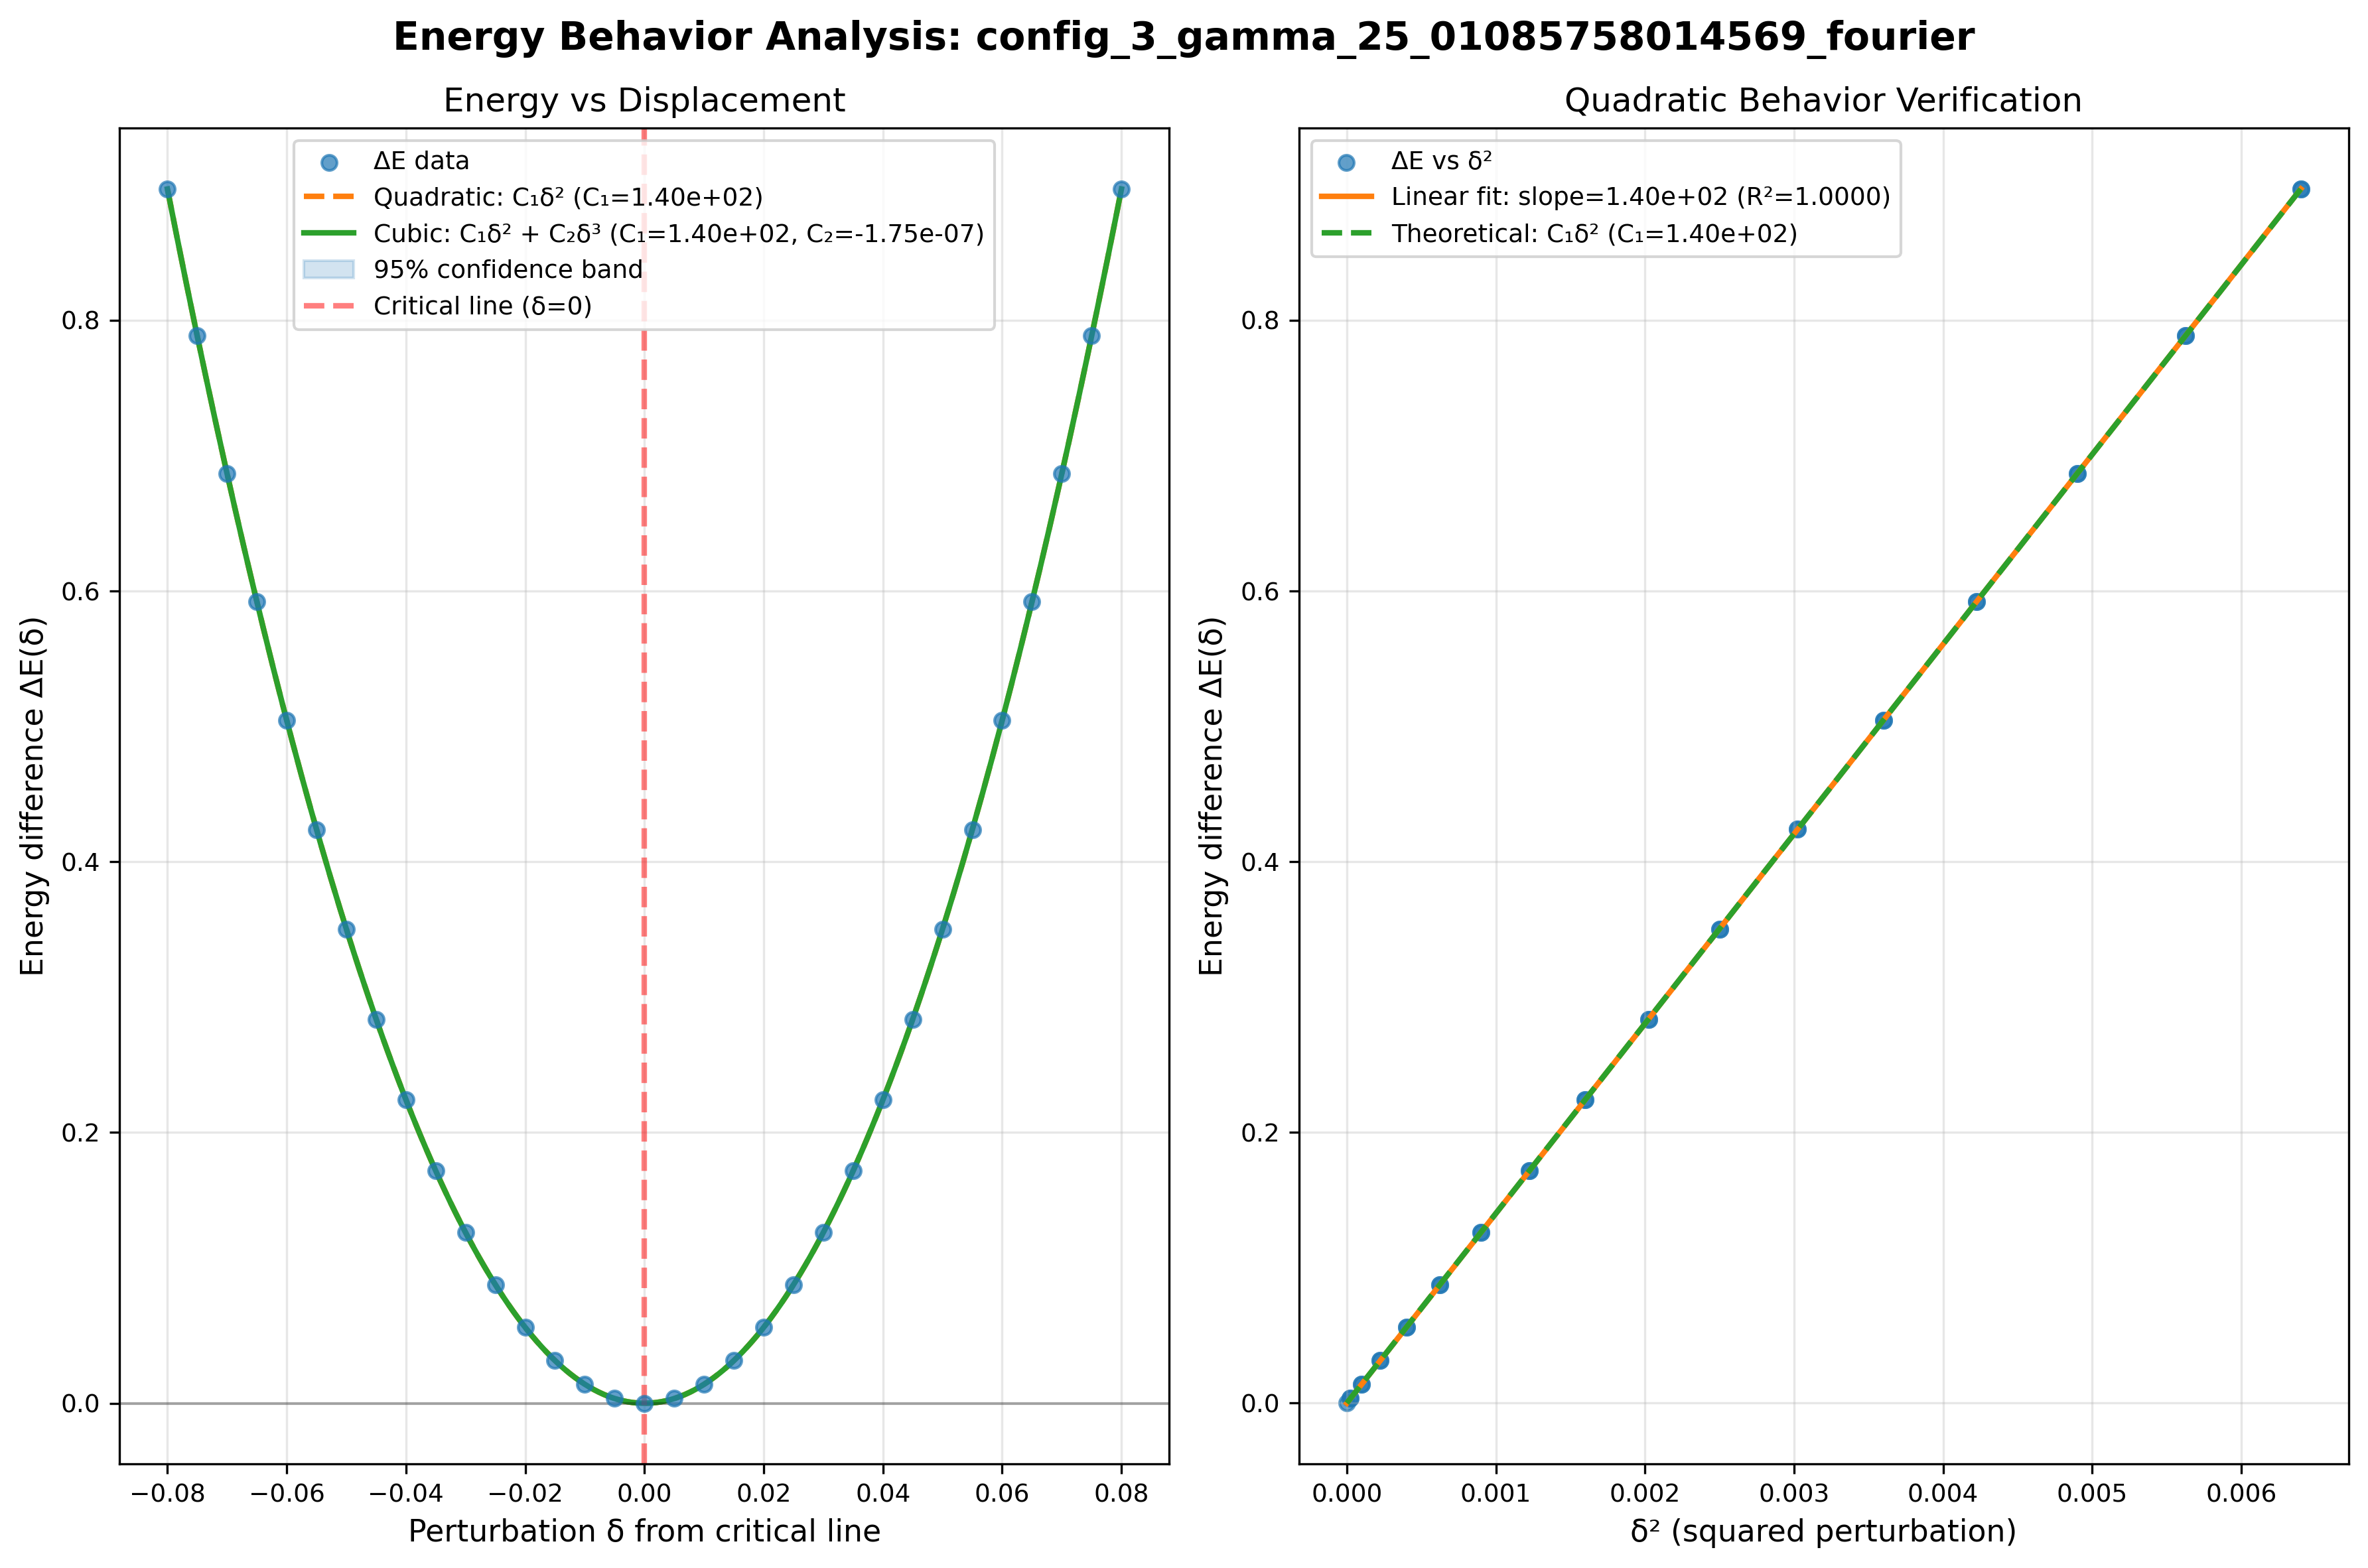 Energy Behavior Analysis: config_3_gamma_25_01085758014569_fourier
Energy vs Displacement
ΔE data
Quadratic: C₁δ² (C₁=1.40e+02)
Cubic: C₁δ² + C₂δ³ (C₁=1.40e+02, C₂=-1.75e-07)
95% confidence band
Critical line (δ=0)
Energy difference ΔE(δ)
0.8
0.6
0.4
0.2
0.0
−0.08 −0.06 −0.04 −0.02 0.00 0.02 0.04 0.06 0.08
Perturbation δ from critical line
Quadratic Behavior Verification
ΔE vs δ²
Linear fit: slope=1.40e+02 (R²=1.0000)
Theoretical: C₁δ² (C₁=1.40e+02)
Energy difference ΔE(δ)
0.8
0.6
0.4
0.2
0.0
0.000 0.001 0.002 0.003 0.004 0.005 0.006
δ² (squared perturbation)